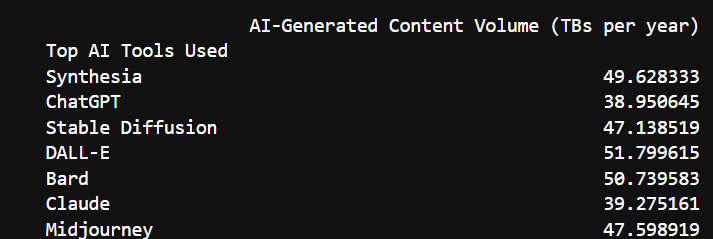 AI-Generated Content Volume (TBs per year)
Top AI Tools Used
Synthesia 49.628333
ChatGPT 38.950645
Stable Diffusion 47.138519
DALL-E 51.799615
Bard 50.739583
Claude 39.275161
Midjourney 47.598919